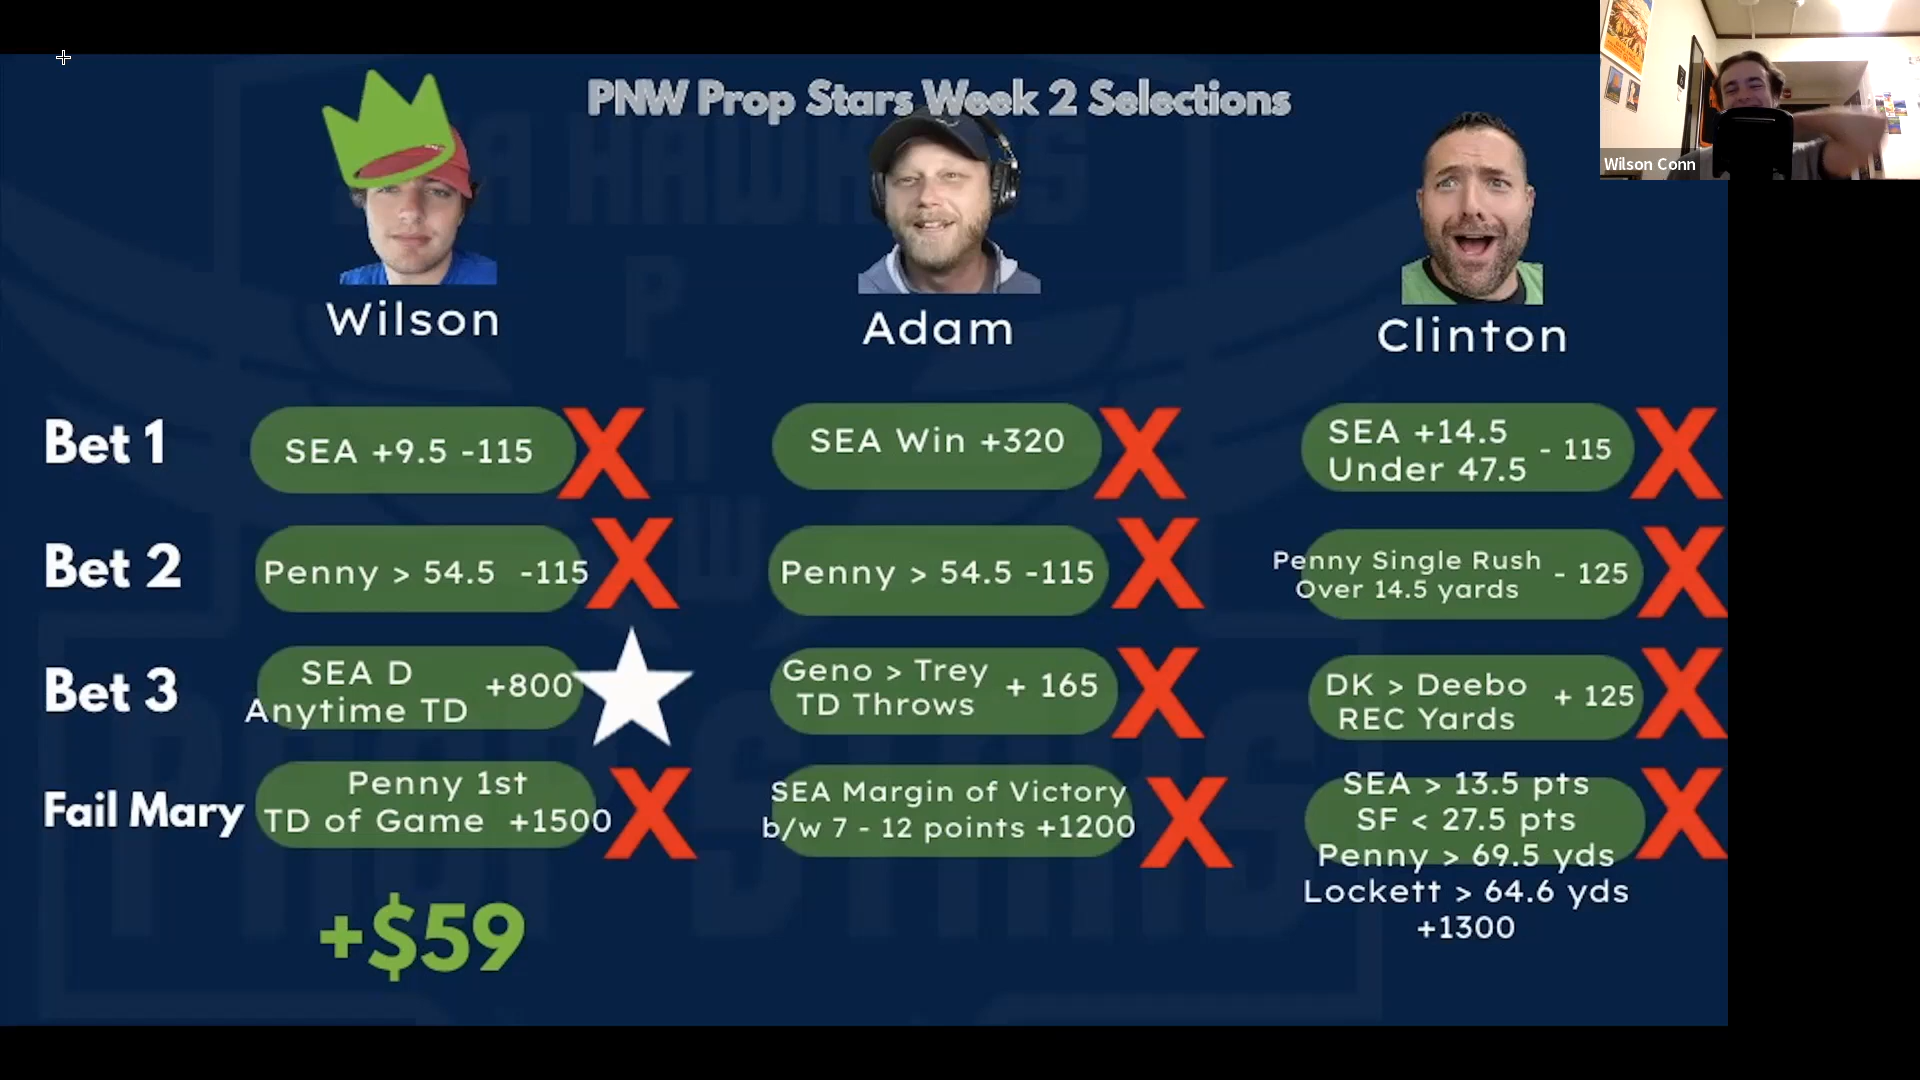 PNW Prop Stars Week 2 Selections
Wilson Conn
Wilson
Adam
Clinton
Bet 1
SEA +9.5 -115
X
SEA Win +320
X
SEA +14.5
Under 47.5
- 115
X
Bet 2
Penny > 54.5 -115
X
Penny > 54.5 -115
X
Penny Single Rush
Over 14.5 yards
- 125
X
Bet 3
SEA D
Anytime TD
+800
Geno > Trey
TD Throws
+ 165
X
DK > Deebo
REC Yards
+ 125
X
Fail Mary
Penny 1st
TD of Game +1500
X
SEA Margin of Victory
b/w 7 - 12 points +1200
X
SEA > 13.5 pts
SF < 27.5 pts
Penny > 69.5 yds
Lockett > 64.6 yds
+1300
X
+$59